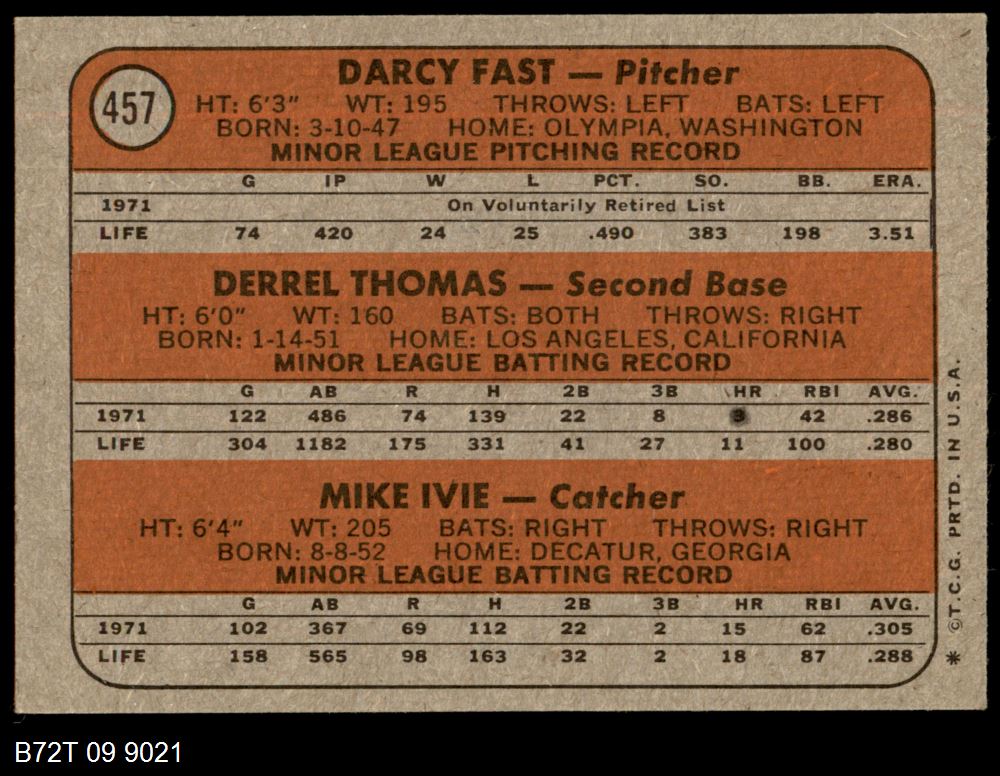 457
DARCY FAST — Pitcher
HT: 6'3" WT: 195 THROWS: LEFT BATS: LEFT
BORN: 3-10-47 HOME: OLYMPIA, WASHINGTON
MINOR LEAGUE PITCHING RECORD
G IP W L PCT. SO. BB. ERA.
1971 On Voluntarily Retired List
LIFE 74 420 24 25 .490 383 198 3.51
DERREL THOMAS — Second Base
HT: 6'0" WT: 160 BATS: BOTH THROWS: RIGHT
BORN: 1-14-51 HOME: LOS ANGELES, CALIFORNIA
MINOR LEAGUE BATTING RECORD
G AB R H 2B 3B HR RBI AVG.
1971 122 486 74 139 22 8 3 42 .286
LIFE 304 1182 175 331 41 27 11 100 .280
MIKE IVIE — Catcher
HT: 6'4" WT: 205 BATS: RIGHT THROWS: RIGHT
BORN: 8-8-52 HOME: DECATUR, GEORGIA
MINOR LEAGUE BATTING RECORD
G AB R H 2B 3B HR RBI AVG.
1971 102 367 69 112 22 2 15 62 .305
LIFE 158 565 98 163 32 2 18 87 .288
* ©T.C.G. PRTD. IN U.S.A.
B72T 09 9021